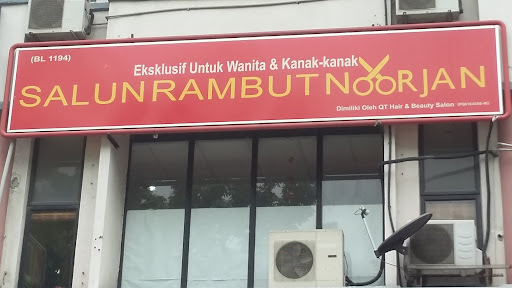 (BL 1194)
Eksklusif Untuk Wanita & Kanak-kanak
SALUNRAMBUTNOORJAN
Dimiliki Oleh QT Hair & Beauty Salon